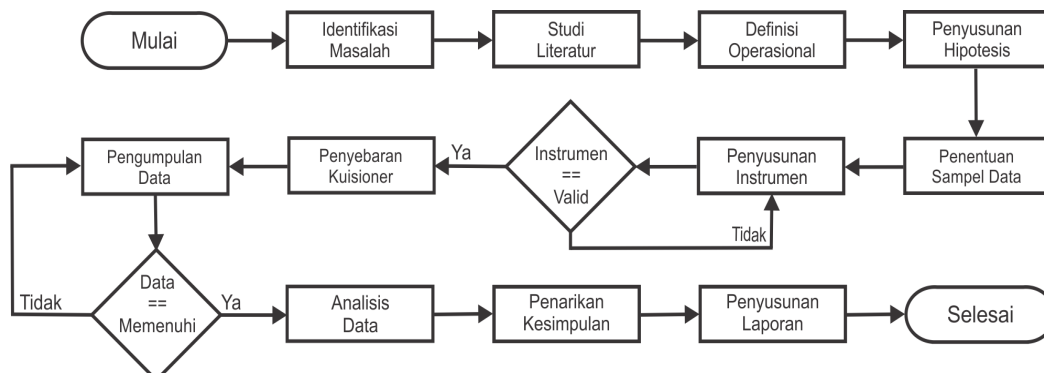 Mulai
Identifikasi
Masalah
Studi
Literatur
Definisi
Operasional
Penyusunan
Hipotesis
Penentuan
Sampel Data
Penyusunan
Instrumen
Instrumen
==
Valid
Tidak
Ya
Penyebaran
Kuisioner
Pengumpulan
Data
Data
==
Memenuhi
Tidak
Ya
Analisis
Data
Penarikan
Kesimpulan
Penyusunan
Laporan
Selesai